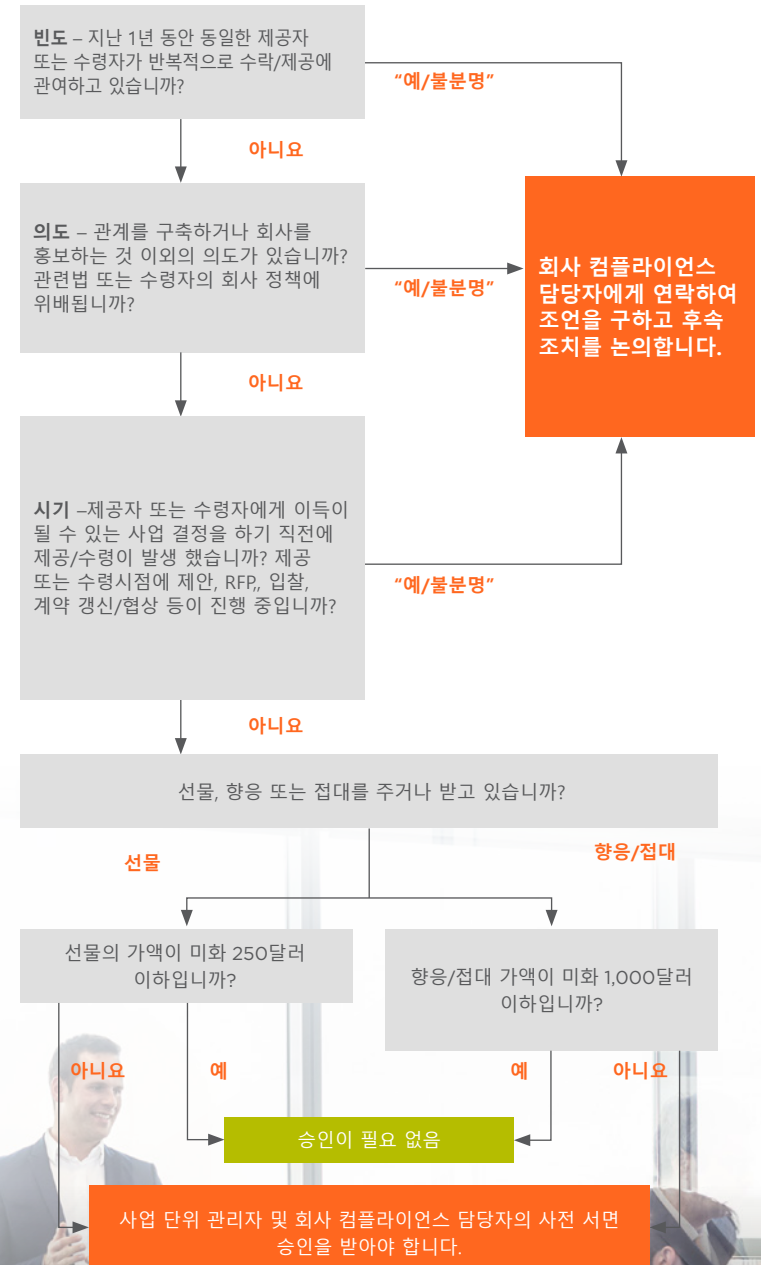 빈도 – 지난 1년 동안 동일한 제공자
또는 수령자가 반복적으로 수락/제공에
관여하고 있습니까?
“예/불분명”
아니요
의도 – 관계를 구축하거나 회사를
홍보하는 것 이외의 의도가 있습니까?
관련법 또는 수령자의 회사 정책에
위배됩니까?
“예/불분명”
회사 컴플라이언스
담당자에게 연락하여
조언을 구하고 후속
조치를 논의합니다.
아니요
시기 –제공자 또는 수령자에게 이득이
될 수 있는 사업 결정을 하기 직전에
제공/수령이 발생 했습니까? 제공
또는 수령시점에 제안, RFP,, 입찰,
계약 갱신/협상 등이 진행 중입니까?
“예/불분명”
아니요
선물, 향응 또는 접대를 주거나 받고 있습니까?
선물
향응/접대
선물의 가액이 미화 250달러
이하입니까?
향응/접대 가액이 미화 1,000달러
이하입니까?
아니요
예
예
아니요
승인이 필요 없음
사업 단위 관리자 및 회사 컴플라이언스 담당자의 사전 서면
승인을 받아야 합니다.